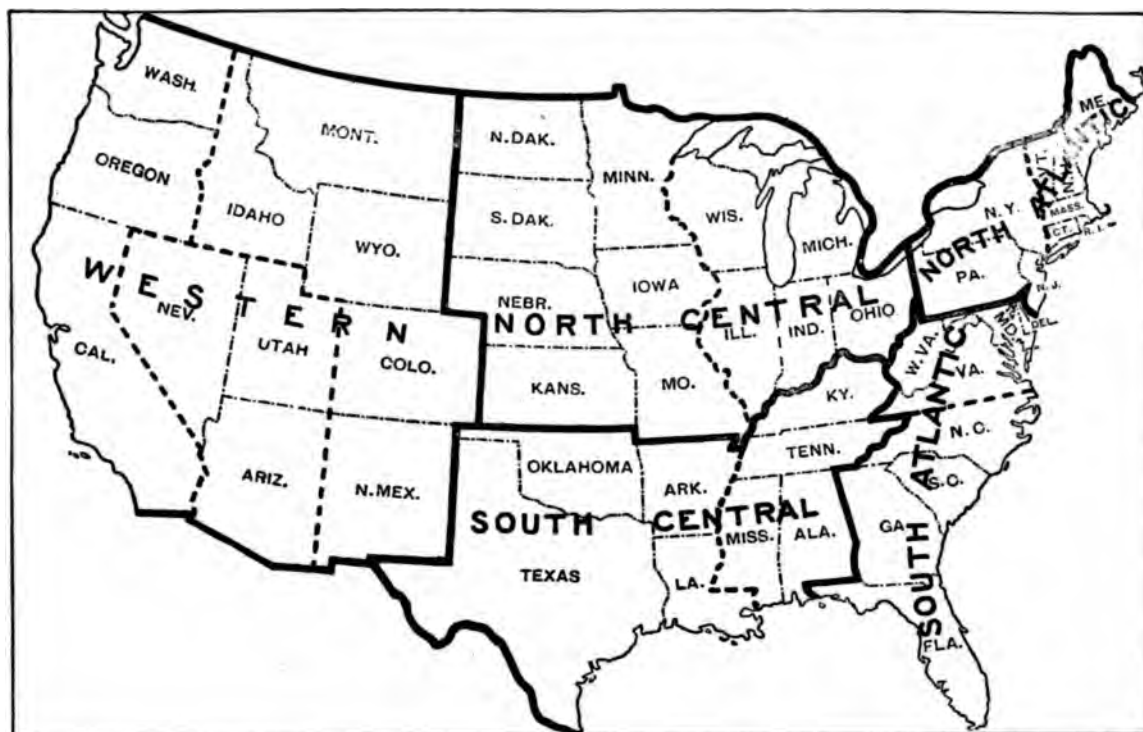 WASH.
MONT.
OREGON
IDAHO
WYO.
N. DAK.
S. DAK.
NEBR.
KANS.
MINN.
IOWA
MO.
WIS.
MICH.
ILL.
IND.
OHIO
ME.
VT.
N.H.
MASS.
CT.
R. I.
N. Y.
PA.
N. J.
DEL.
MD.
W. VA.
VA.
KY.
TENN.
N. C.
S. C.
GA.
FLA.
ALA.
MISS.
ARK.
LA.
OKLAHOMA
TEXAS
N. MEX.
ARIZ.
COLO.
UTAH
NEV.
CAL.
WESTERN
NORTH CENTRAL
SOUTH CENTRAL
NORTH ATLANTIC
SOUTH ATLANTIC